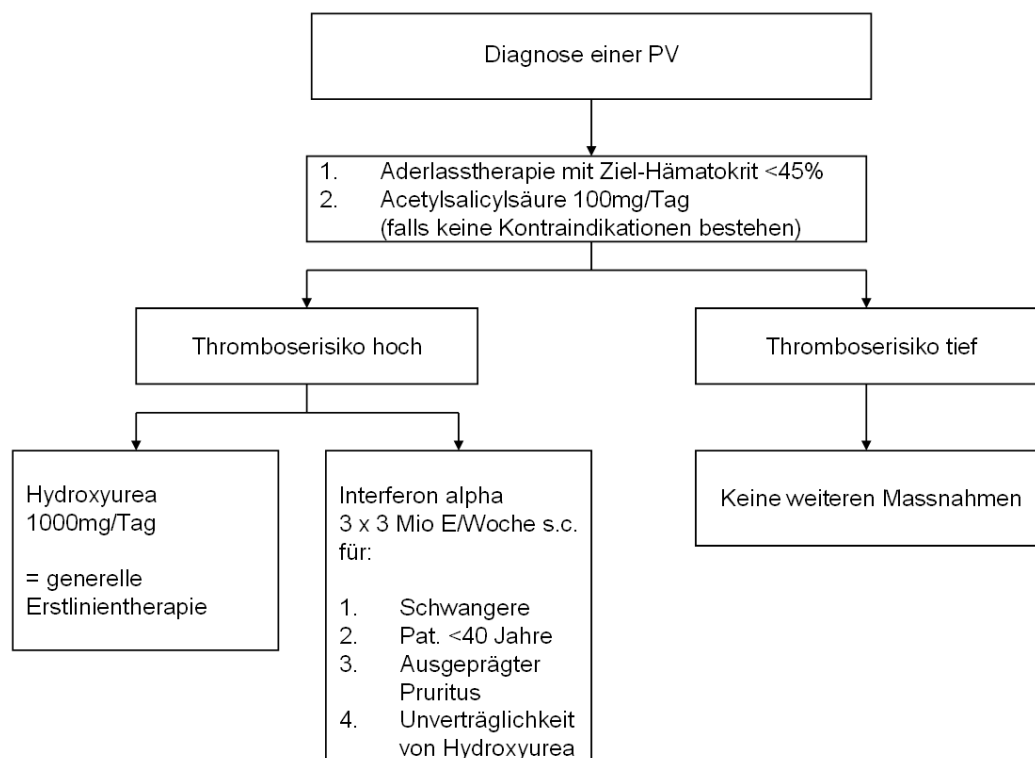 Diagnose einer PV
1. Aderlasstherapie mit Ziel-Hämatokrit <45%
2. Acetylsalicylsäure 100mg/Tag
(falls keine Kontraindikationen bestehen)
Thromboserisiko hoch
Thromboserisiko tief
Hydroxyurea
1000mg/Tag
= generelle
Erstlinientherapie
Interferon alpha
3 x 3 Mio E/Woche s.c.
für:
1. Schwangere
2. Pat. <40 Jahre
3. Ausgeprägter
Pruritus
4. Unverträglichkeit
von Hydroxyurea
Keine weiteren Massnahmen